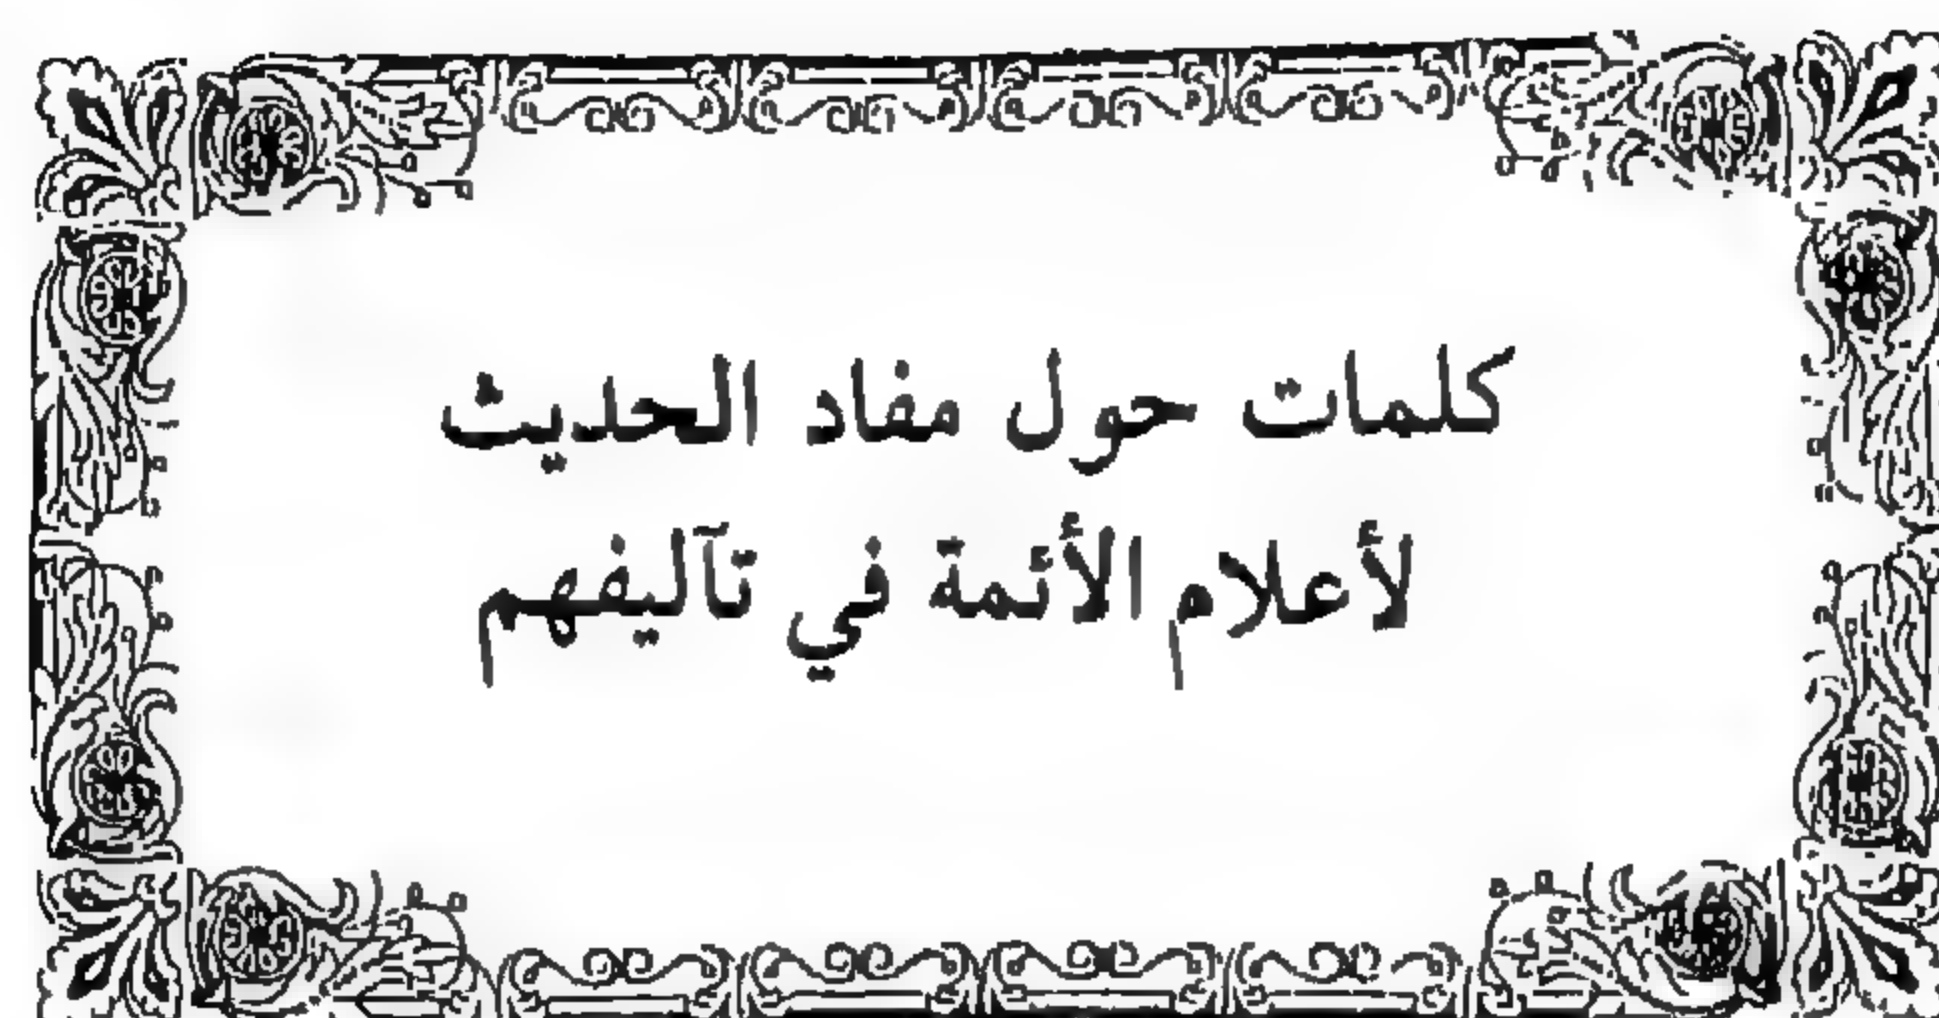 كلمات حول مفاد الحديث
لأعلام الأئمة في تآليفهم